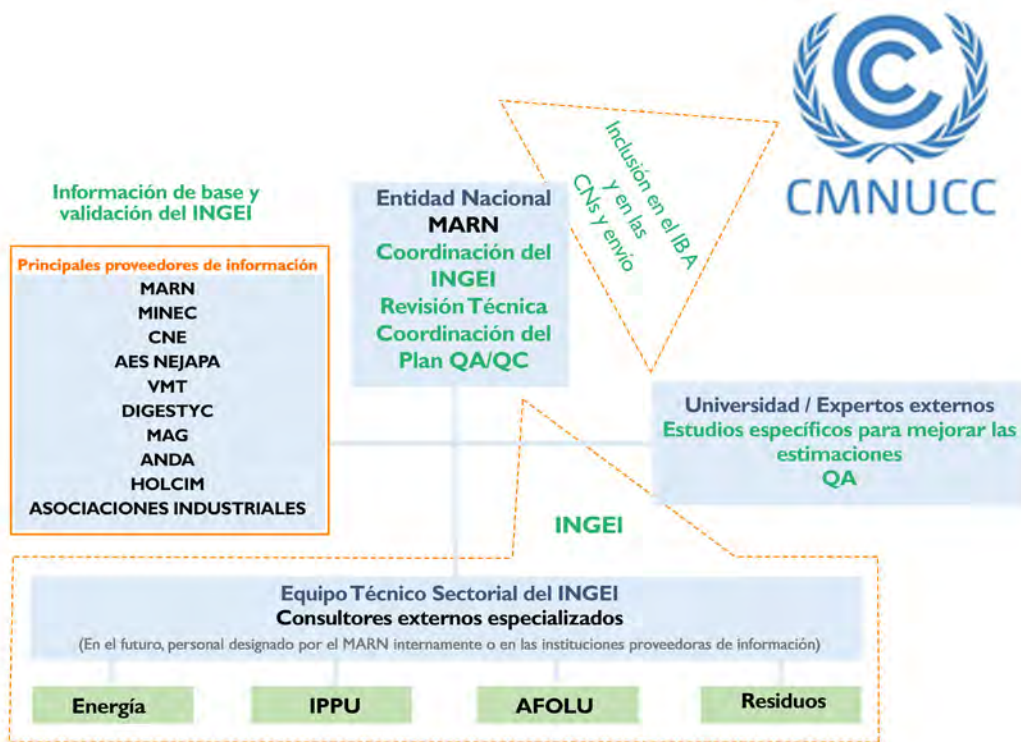 CMNUCC
Inclusión en el IBA
y en las
CNs y envío
Información de base y
validación del INGEI
Principales proveedores de información
MARN
MINEC
CNE
AES NEJAPA
VMT
DIGESTYC
MAG
ANDA
HOLCIM
ASOCIACIONES INDUSTRIALES
Entidad Nacional
MARN
Coordinación del
INGEI
Revisión Técnica
Coordinación del
Plan QA/QC
Universidad / Expertos externos
Estudios específicos para mejorar las
estimaciones
QA
INGEI
Equipo Técnico Sectorial del INGEI
Consultores externos especializados
(En el futuro, personal designado por el MARN internamente o en las instituciones proveedoras de información)
Energía
IPPU
AFOLU
Residuos